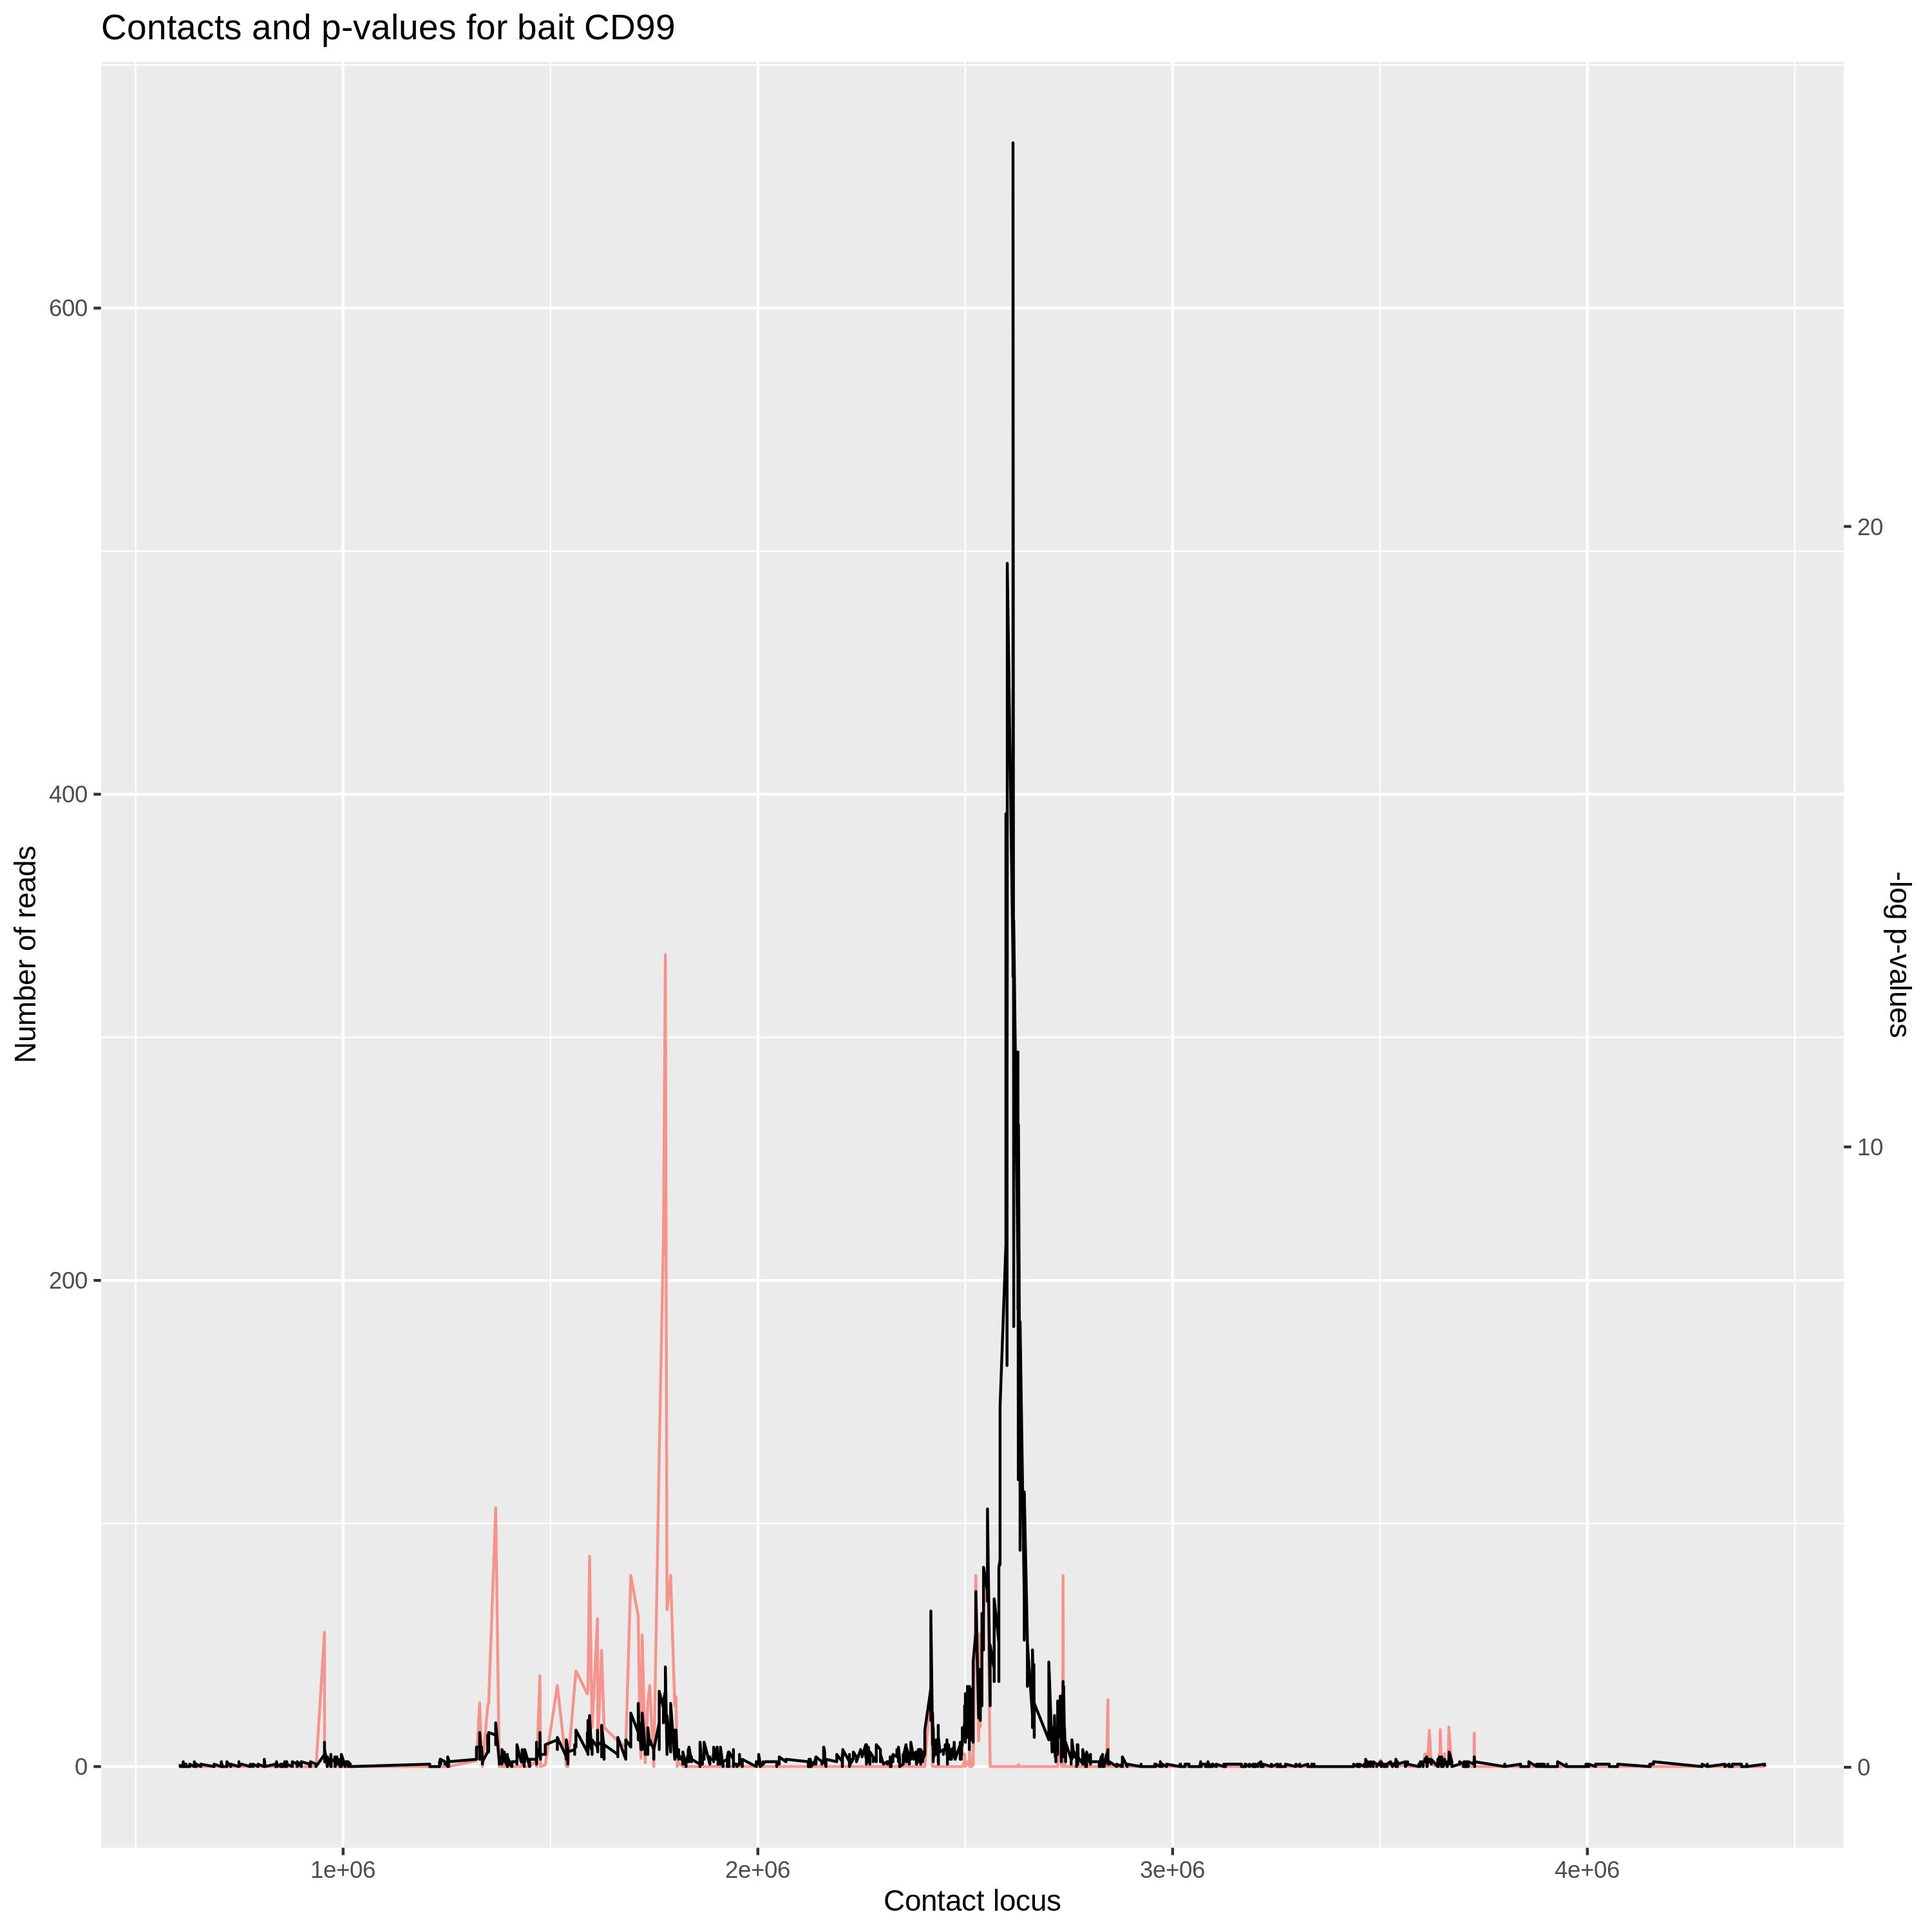 Contacts and p-values for bait CD99
600
400
200
0
Number of reads
20
10
0
-log p-values
1e+06
2e+06
3e+06
4e+06
Contact locus